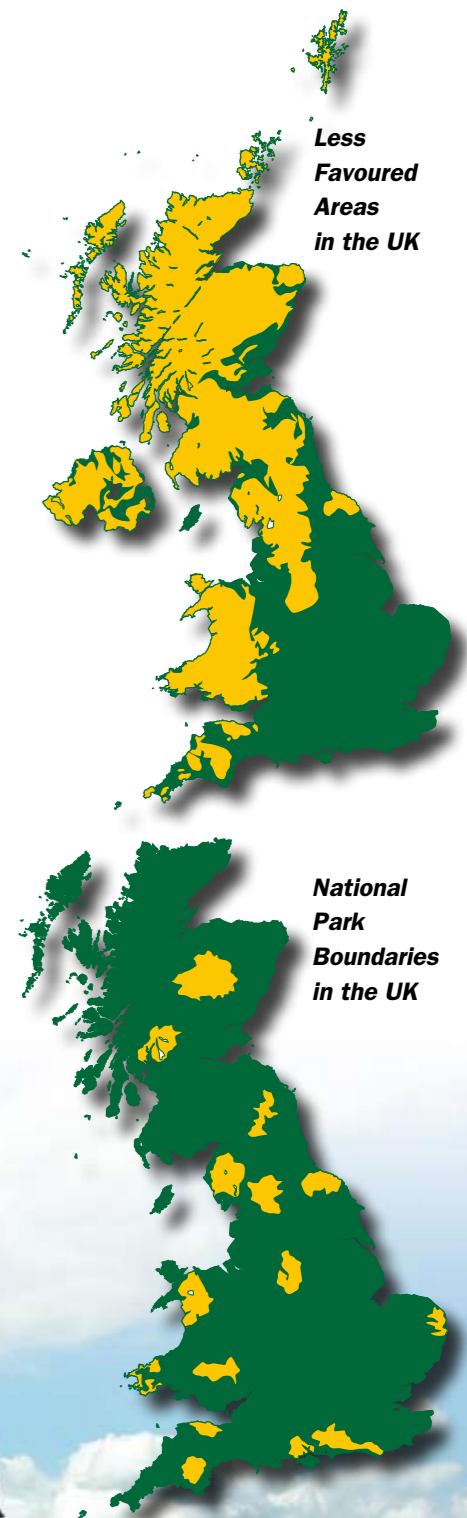 Less
Favoured
Areas
in the UK
National
Park
Boundaries
in the UK